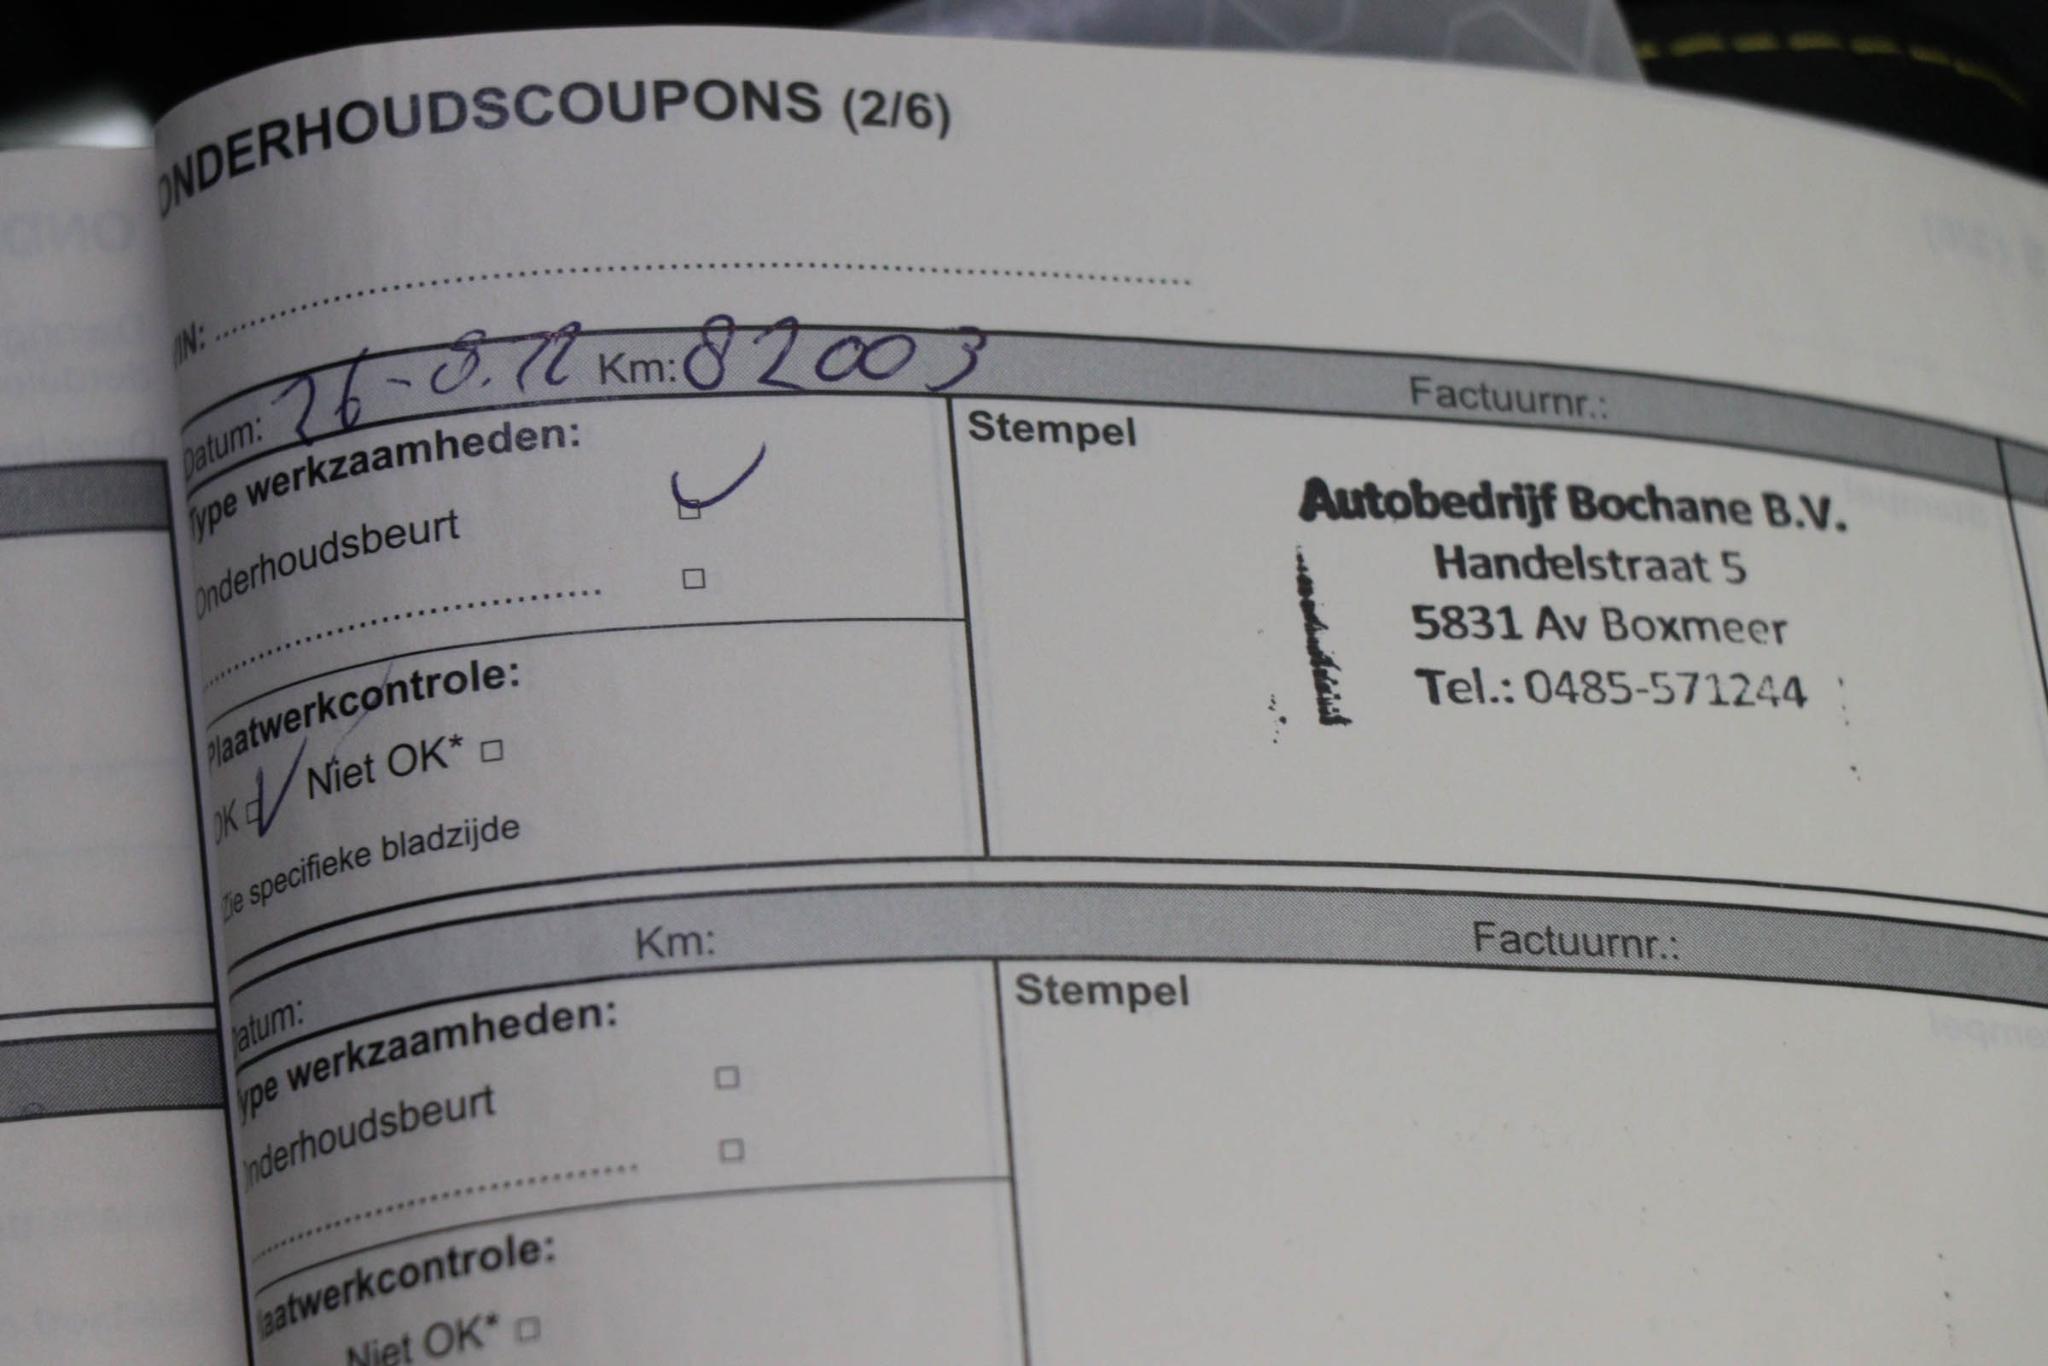 ONDERHOUDSCOUPONS (2/6)
VIN:
Datum: 26-8.22 Km: 82003 Factuurnr.:
Type werkzaamheden:
Onderhoudsbeurt
Stempel
Autobedrijf Bochane B.V.
Handelstraat 5
5831 Av Boxmeer
Tel.: 0485-571244
Plaatwerkcontrole:
OK Niet OK*
Zie specifieke bladzijde
Datum: Km: Factuurnr.:
Type werkzaamheden:
Onderhoudsbeurt
Stempel
Plaatwerkcontrole:
Niet OK*